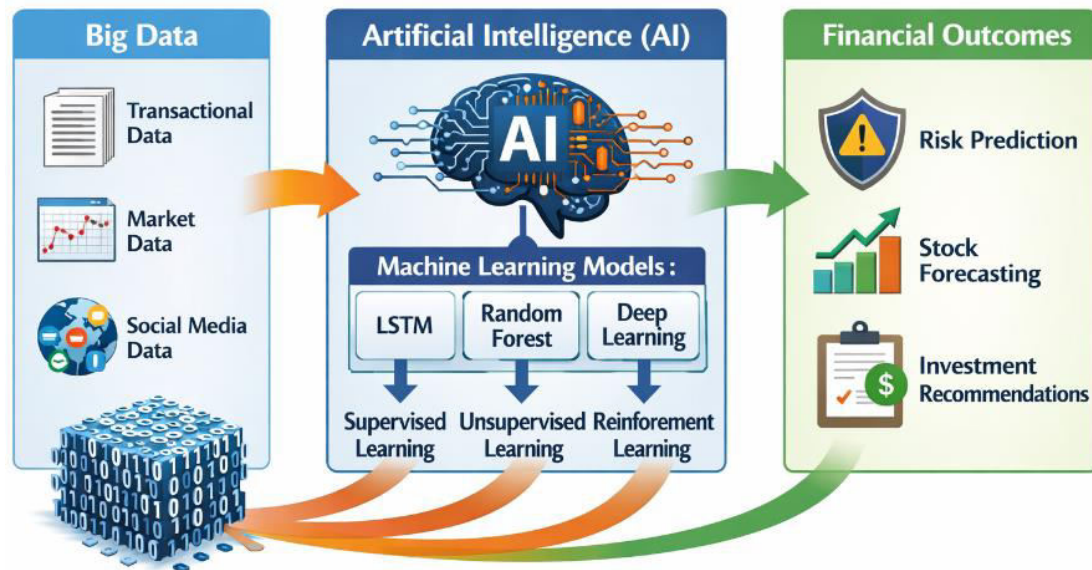 Big Data
Transactional
Data
Market
Data
Social Media
Data
Artificial Intelligence (AI)
AI
Machine Learning Models :
LSTM
Random
Forest
Deep
Learning
Supervised
Learning
Unsupervised
Learning
Reinforement
Learning
Financial Outcomes
Risk Prediction
Stock
Forecasting
$
Investment
Recommendations